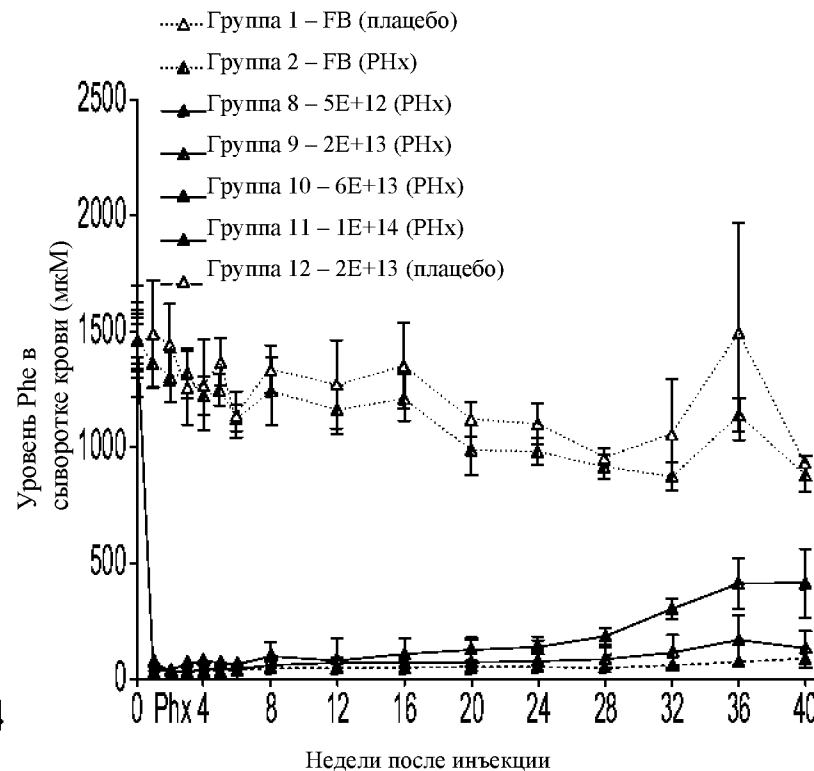 Группа 1 – FB (плацебо)
Группа 2 – FB (PHx)
Группа 8 – 5E+12 (PHx)
Группа 9 – 2E+13 (PHx)
Группа 10 – 6E+13 (PHx)
Группа 11 – 1E+14 (PHx)
Группа 12 – 2E+13 (плацебо)
Уровень Phe в
сыворотке крови (мкМ)
2500
2000
1500
1000
500
0
0 Phx 4 8 12 16 20 24 28 32 36 40
4
Недели после инъекции